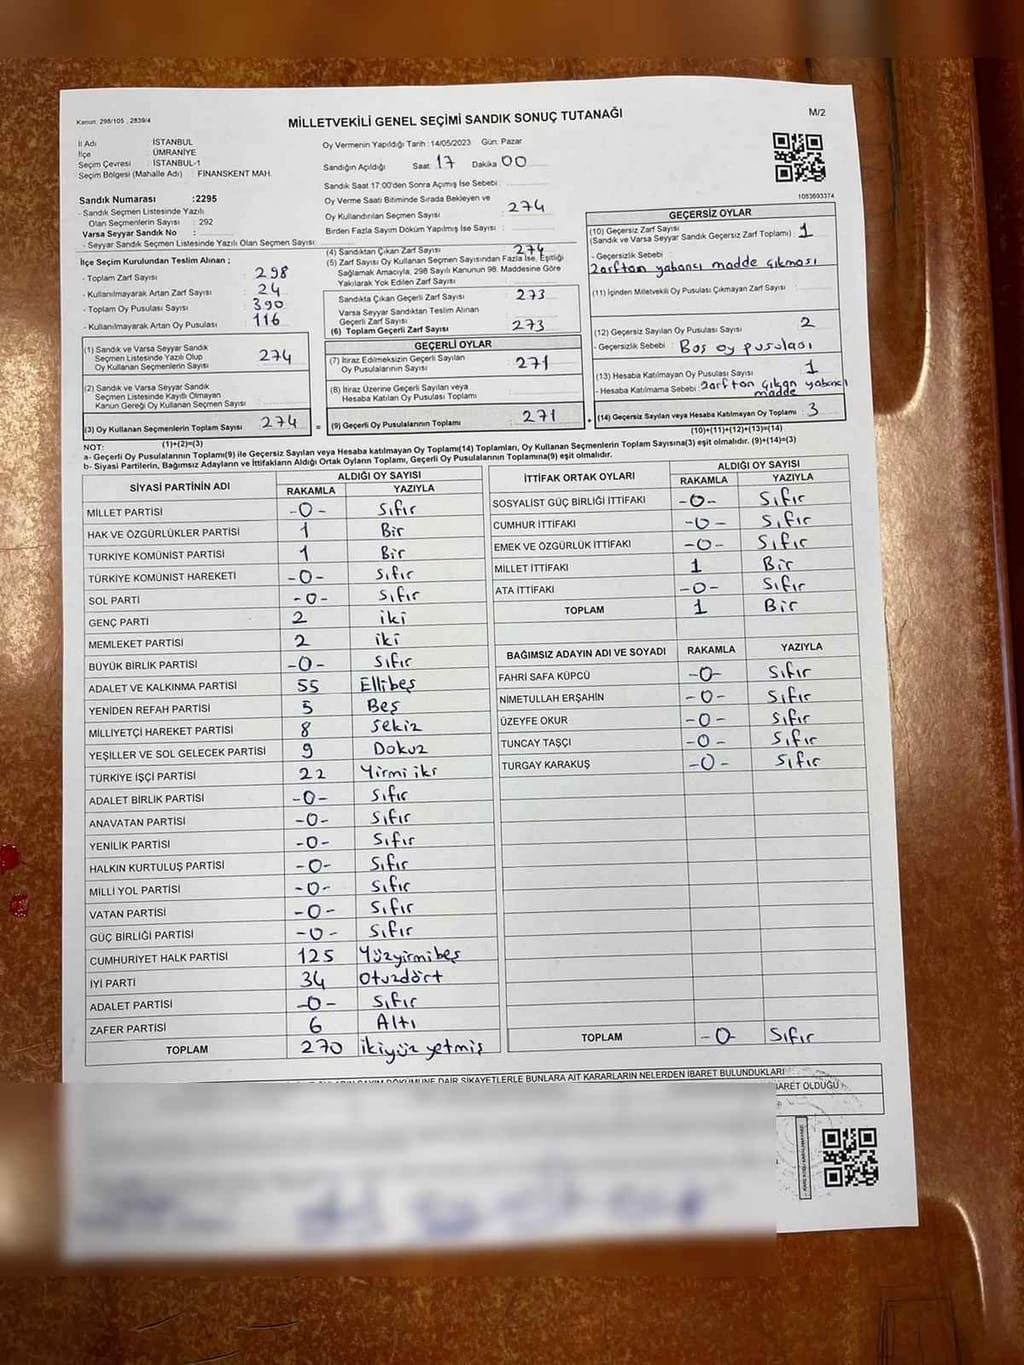 Kanun: 298/105 , 2839/4
MİLLETVEKİLİ GENEL SEÇİMİ SANDIK SONUÇ TUTANAĞI
M/2
İl Adı İSTANBUL
İlçe ÜMRANİYE
Seçim Çevresi : İSTANBUL-1
Seçim Bölgesi (Mahalle Adı) : FİNANSKENT MAH.
Sandık Numarası :2295
- Sandık Seçmen Listesinde Yazılı
Olan Seçmenlerin Sayısı : 292
Varsa Seyyar Sandık No :
- Seyyar Sandık Seçmen Listesinde Yazılı Olan Seçmen Sayısı:
İlçe Seçim Kurulundan Teslim Alınan ;
- Toplam Zarf Sayısı : 298
- Kullanılmayarak Artan Zarf Sayısı : 24
- Toplam Oy Pusulası Sayısı : 390
- Kullanılmayarak Artan Oy Pusulası : 116
(1) Sandık ve Varsa Seyyar Sandık
Seçmen Listesinde Yazılı Olup
Oy Kullanan Seçmenlerin Sayısı : 274
(2) Sandık ve Varsa Seyyar Sandık
Seçmen Listesinde Kayıtlı Olmayan
Kanun Gereği Oy Kullanan Seçmen Sayısı :
(3) Oy Kullanan Seçmenlerin Toplam Sayısı : 274
(1)+(2)=(3)
Oy Vermenin Yapıldığı Tarih : 14/05/2023 Gün: Pazar
Sandığın Açıldığı Saat: 17 Dakika 00
Sandık Saat 17:00'den Sonra Açımış İse Sebebi :
Oy Verme Saati Bitiminde Sırada Bekleyen ve
Oy Kullandırılan Seçmen Sayısı : 274
Birden Fazla Sayım Döküm Yapılmış İse Sayısı :
(4) Sandıktan Çıkan Zarf Sayısı : 274
(5) Zarf Sayısı Oy Kullanan Seçmen Sayısından Fazla İse, Eşitliği
Sağlamak Amacıyla, 298 Sayılı Kanunun 98. Maddesine Göre
Yakılarak Yok Edilen Zarf Sayısı :
Sandıkta Çıkan Geçerli Zarf Sayısı : 273
Varsa Seyyar Sandıktan Teslim Alınan
Geçerli Zarf Sayısı :
(6) Toplam Geçerli Zarf Sayısı : 273
GEÇERLİ OYLAR
(7) İtiraz Edilmeksizin Geçerli Sayılan
Oy Pusulalarının Sayısı : 271
(8) İtiraz Üzerine Geçerli Sayılan veya
Hesaba Katılan Oy Pusulası Toplamı :
= (9) Geçerli Oy Pusulalarının Toplamı : 271 +
1083693374
GEÇERSİZ OYLAR
(10) Geçersiz Zarf Sayısı
(Sandık ve Varsa Seyyar Sandık Geçersiz Zarf Toplamı) : 1
- Geçersizlik Sebebi :
zarftan yabancı madde çıkması
(11) İçinden Milletvekili Oy Pusulası Çıkmayan Zarf Sayısı :
(12) Geçersiz Sayılan Oy Pusulası Sayısı : 2
- Geçersizlik Sebebi : Boş oy pusulası
(13) Hesaba Katılmayan Oy Pusulası Sayısı : 1
- Hesaba Katılmama Sebebi : zarftan çıkan yabancı
madde
(14) Geçersiz Sayılan veya Hesaba Katılmayan Oy Toplamı : 3
(10)+(11)+(12)+(13)=(14)
NOT:
a- Geçerli Oy Pusulalarının Toplamı(9) ile Geçersiz Sayılan veya Hesaba Katılmayan Oy Toplamı(14) Toplamları, Oy Kullanan Seçmenlerin Toplam Sayısına(3) eşit olmalıdır. (9)+(14)=(3)
b- Siyasi Partilerin, Bağımsız Adayların ve İttifakların Aldığı Ortak Oyların Toplamı, Geçerli Oy Pusulalarının Toplamına(9) eşit olmalıdır.
SİYASİ PARTİNİN ADI ALDIĞI OY SAYISI
RAKAMLA YAZIYLA
MİLLET PARTİSİ -0- Sıfır
HAK VE ÖZGÜRLÜKLER PARTİSİ 1 Bir
TÜRKİYE KOMÜNİST PARTİSİ 1 Bir
TÜRKİYE KOMÜNİST HAREKETİ -0- Sıfır
SOL PARTİ -0- Sıfır
GENÇ PARTİ 2 iki
MEMLEKET PARTİSİ 2 iki
BÜYÜK BİRLİK PARTİSİ -0- Sıfır
ADALET VE KALKINMA PARTİSİ 55 Ellibeş
YENİDEN REFAH PARTİSİ 5 Beş
MİLLİYETÇİ HAREKET PARTİSİ 8 Sekiz
YEŞİLLER VE SOL GELECEK PARTİSİ 9 Dokuz
TÜRKİYE İŞÇİ PARTİSİ 22 Yirmi iki
ADALET BİRLİK PARTİSİ -0- Sıfır
ANAVATAN PARTİSİ -0- Sıfır
YENİLİK PARTİSİ -0- Sıfır
HALKIN KURTULUŞ PARTİSİ -0- Sıfır
MİLLİ YOL PARTİSİ -0- Sıfır
VATAN PARTİSİ -0- Sıfır
GÜÇ BİRLİĞİ PARTİSİ -0- Sıfır
CUMHURİYET HALK PARTİSİ 125 Yüzyirmibeş
İYİ PARTİ 34 Otuzdört
ADALET PARTİSİ -0- Sıfır
ZAFER PARTİSİ 6 Altı
TOPLAM 270 ikiyüz yetmiş
İTTİFAK ORTAK OYLARI ALDIĞI OY SAYISI
RAKAMLA YAZIYLA
SOSYALİST GÜÇ BİRLİĞİ İTTİFAKI -0- Sıfır
CUMHUR İTTİFAKI -0- Sıfır
EMEK VE ÖZGÜRLÜK İTTİFAKI -0- Sıfır
MİLLET İTTİFAKI 1 Bir
ATA İTTİFAKI -0- Sıfır
TOPLAM 1 Bir
BAĞIMSIZ ADAYIN ADI VE SOYADI RAKAMLA YAZIYLA
FAHRİ SAFA KÜPCÜ -0- Sıfır
NİMETULLAH ERŞAHİN -0- Sıfır
ÜZEYFE OKUR -0- Sıfır
TUNCAY TAŞÇI -0- Sıfır
TURGAY KARAKUŞ -0- Sıfır
TOPLAM -0- Sıfır
SAYIM DÖKÜMÜNE DAİR ŞİKAYETLERLE BUNLARA AİT KARARLARIN NELERDEN İBARET BULUNDUKLARI
İBARET OLDUĞU